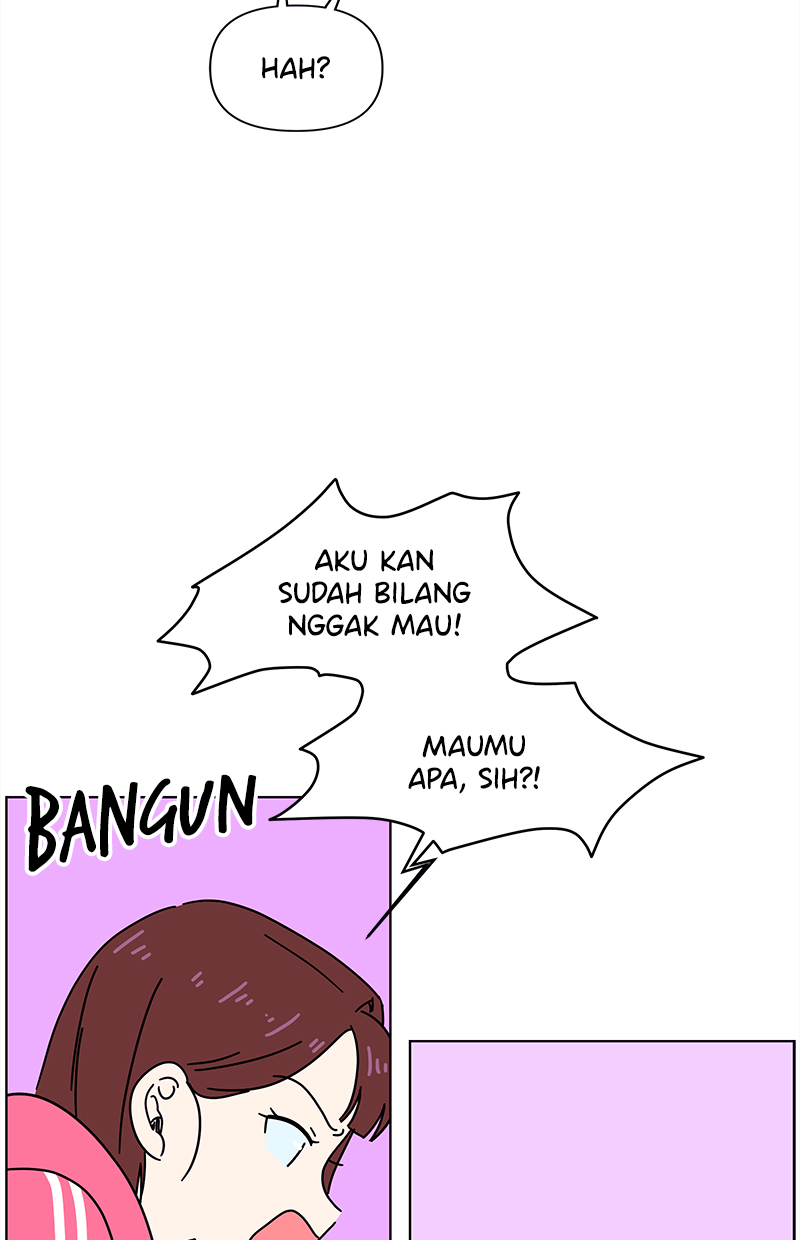 HAH?
AKU KAN
SUDAH BILANG
NGGAK MAU!
MAUMU
APA, SIH?!
BANGUN